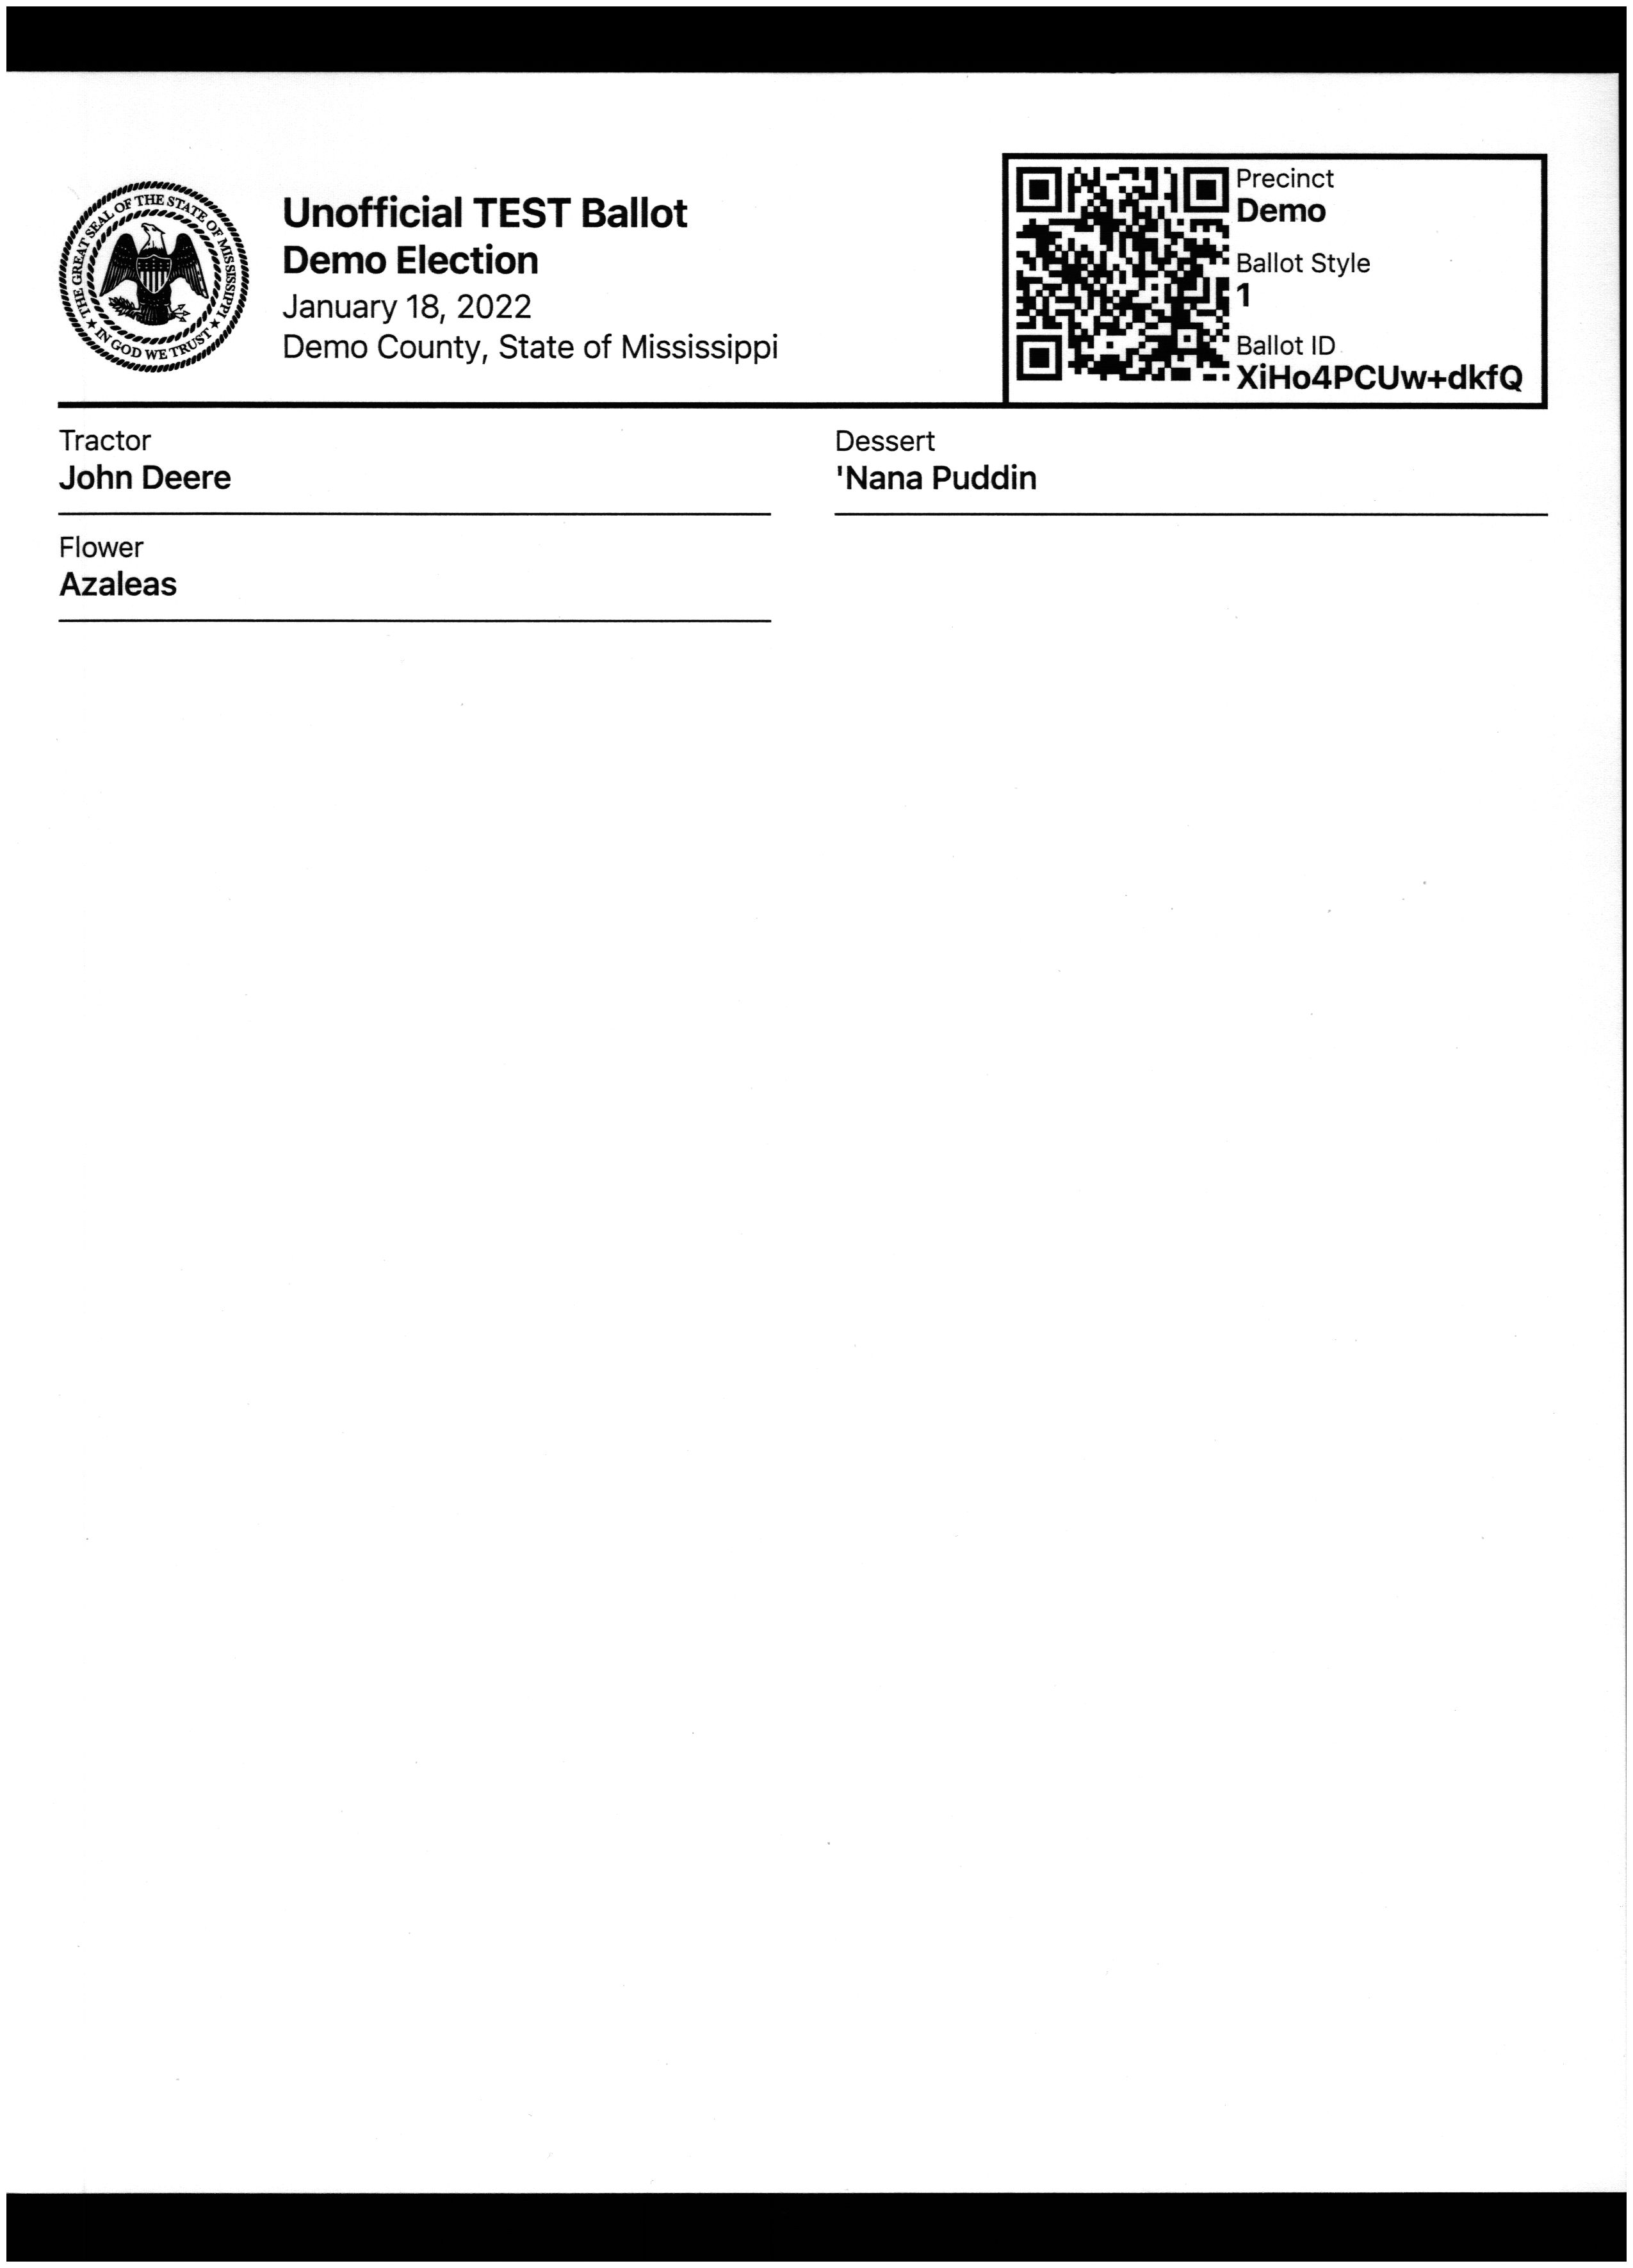 THE GREAT SEAL OF THE STATE OF MISSISSIPPI
★ IN GOD WE TRUST ★
Unofficial TEST Ballot
Demo Election
January 18, 2022
Demo County, State of Mississippi
Precinct
Demo
Ballot Style
1
Ballot ID
XiHo4PCUw+dkfQ
Tractor
John Deere
Dessert
'Nana Puddin
Flower
Azaleas